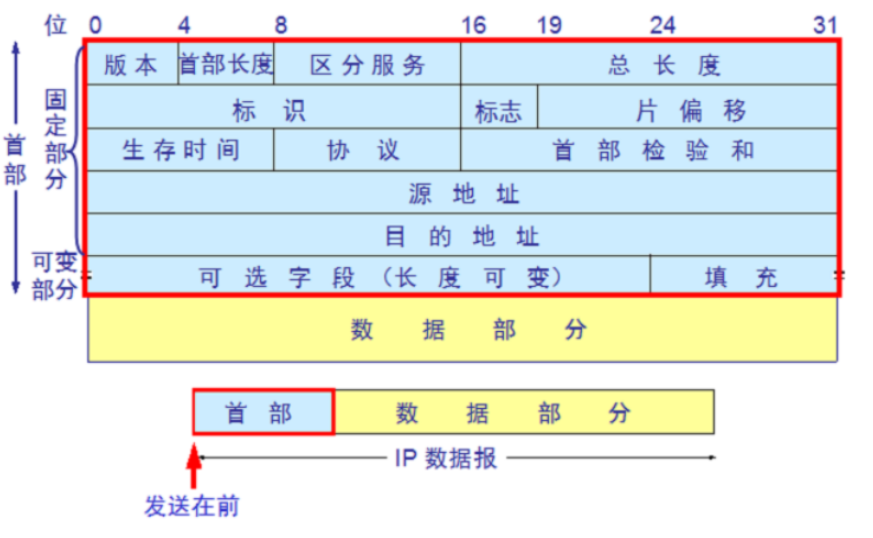 位 0 4 8 16 19 24 31
版本 首部长度 区分服务 总长度
标识 标志 片偏移
生存时间 协议 首部检验和
源地址
目的地址
可选字段（长度可变） 填充
首部
固定部分
可变部分
数据部分
首部 数据部分
IP 数据报
发送在前